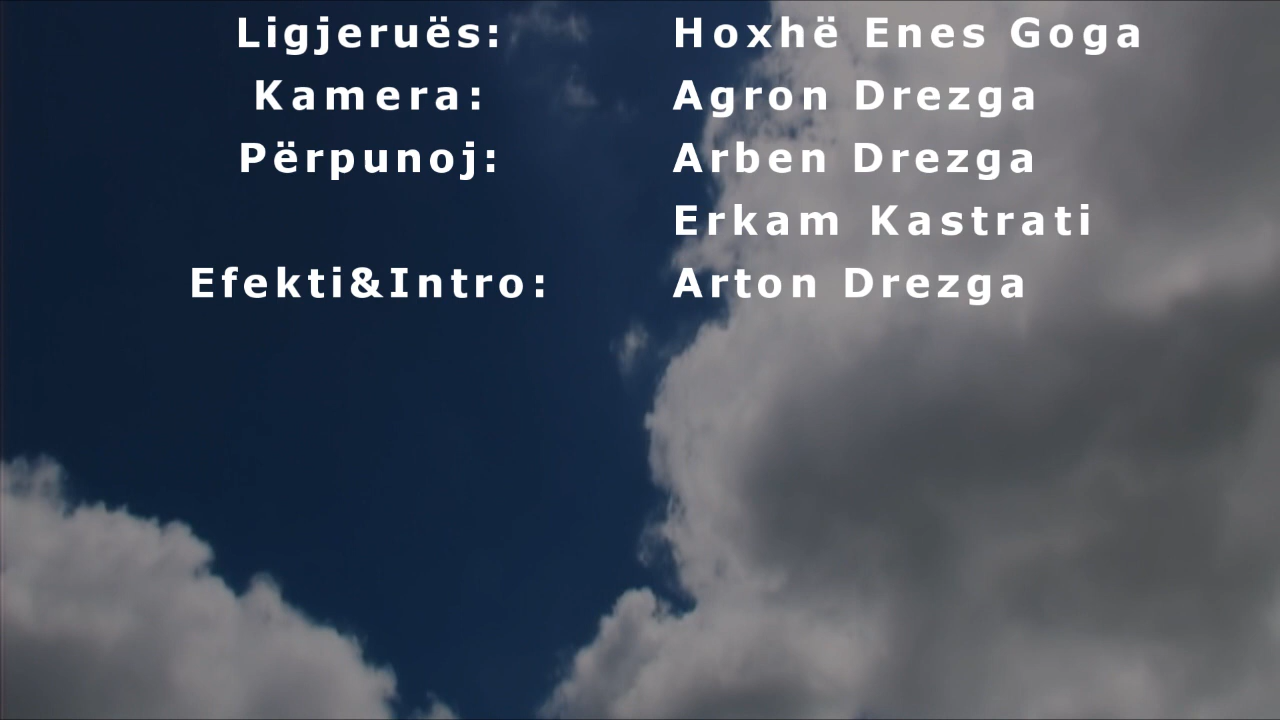 Ligjeruës: Hoxhë Enes Goga
Kamera: Agron Drezga
Përpunoj: Arben Drezga
Erkam Kastrati
Efekti&Intro: Arton Drezga